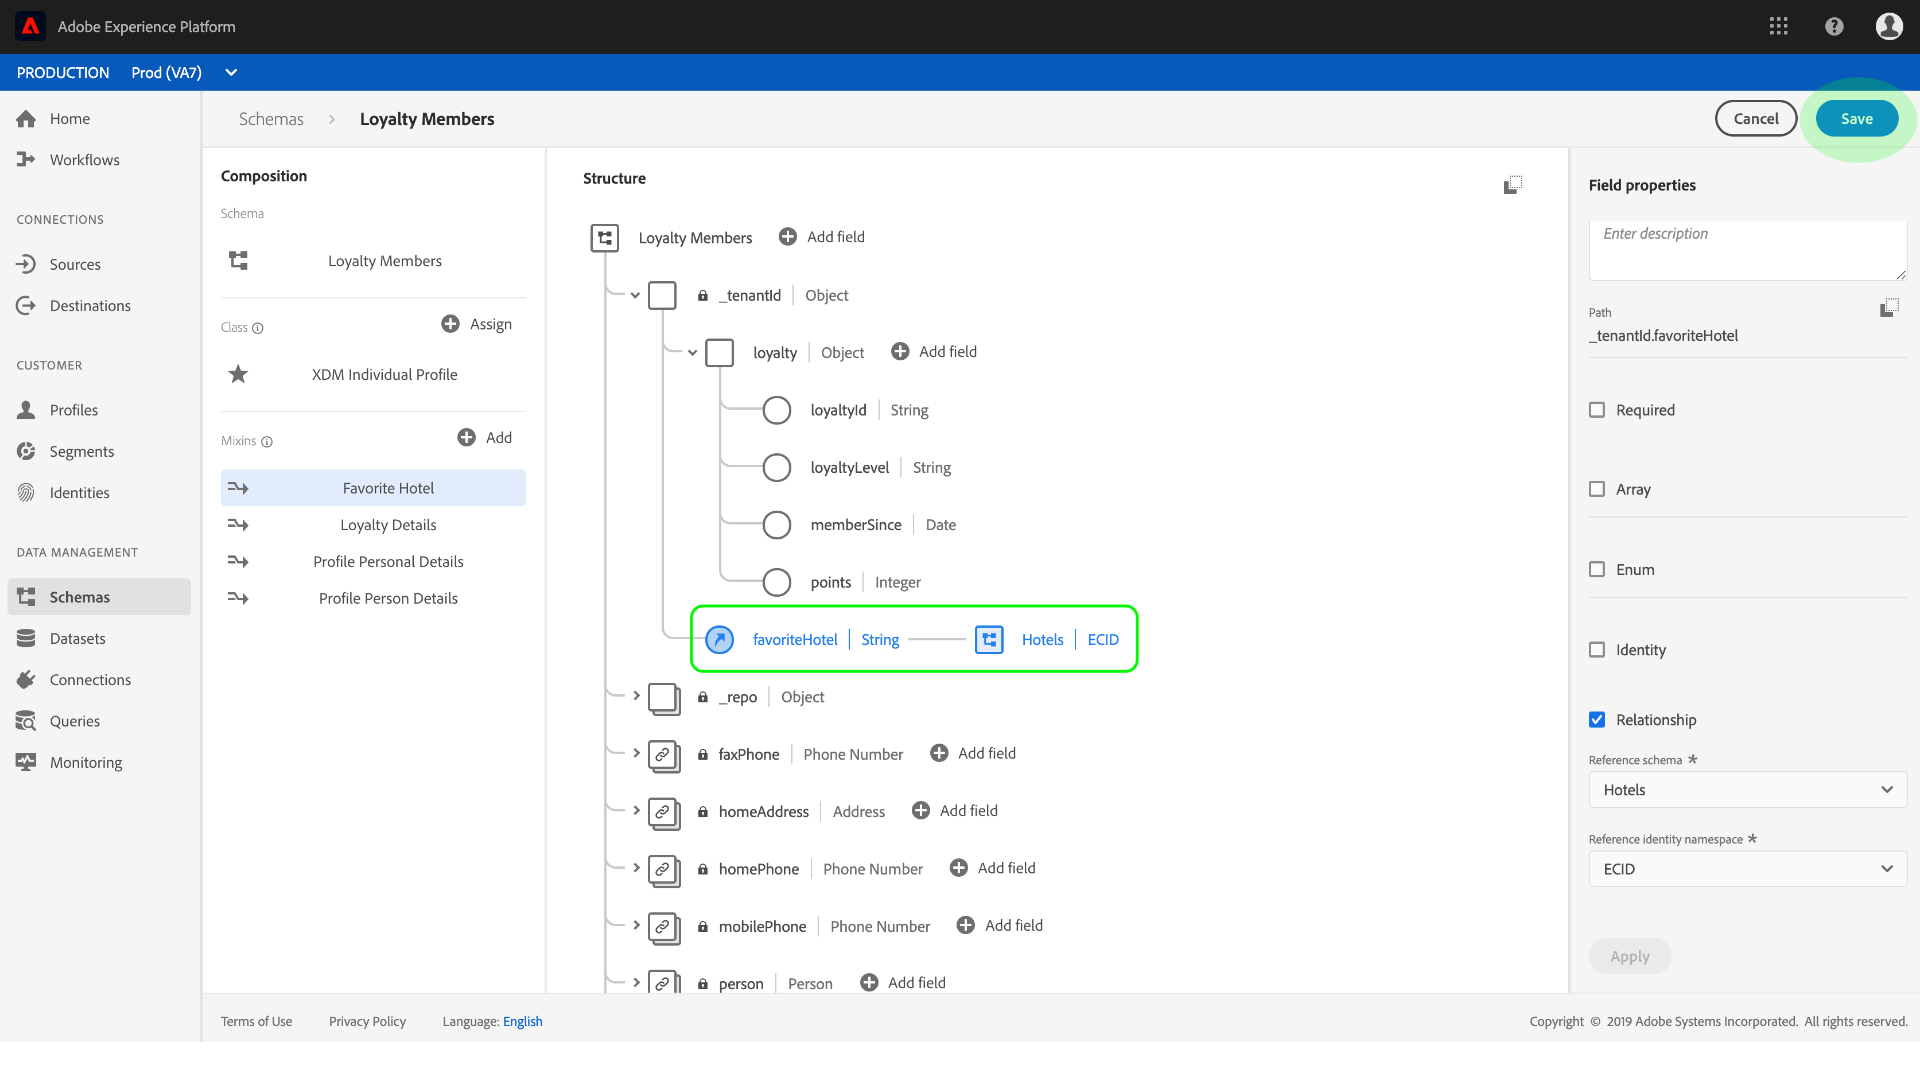 Adobe Experience Platform
PRODUCTION Prod (VA7)
Home
Workflows
CONNECTIONS
Sources
Destinations
CUSTOMER
Profiles
Segments
Identities
DATA MANAGEMENT
Schemas
Datasets
Connections
Queries
Monitoring
Schemas > Loyalty Members
Cancel
Save
Composition
Schema
Loyalty Members
Class
Assign
XDM Individual Profile
Mixins
Add
Favorite Hotel
Loyalty Details
Profile Personal Details
Profile Person Details
Structure
Loyalty Members Add field
_tenantId | Object
loyalty | Object Add field
loyaltyId | String
loyaltyLevel | String
memberSince | Date
points | Integer
favoriteHotel | String Hotels | ECID
_repo | Object
faxPhone | Phone Number Add field
homeAddress | Address Add field
homePhone | Phone Number Add field
mobilePhone | Phone Number Add field
person | Person Add field
Field properties
Enter description
Path
_tenantId.favoriteHotel
Required
Array
Enum
Identity
Relationship
Reference schema *
Hotels
Reference identity namespace *
ECID
Apply
Terms of Use Privacy Policy Language: English
Copyright © 2019 Adobe Systems Incorporated. All rights reserved.